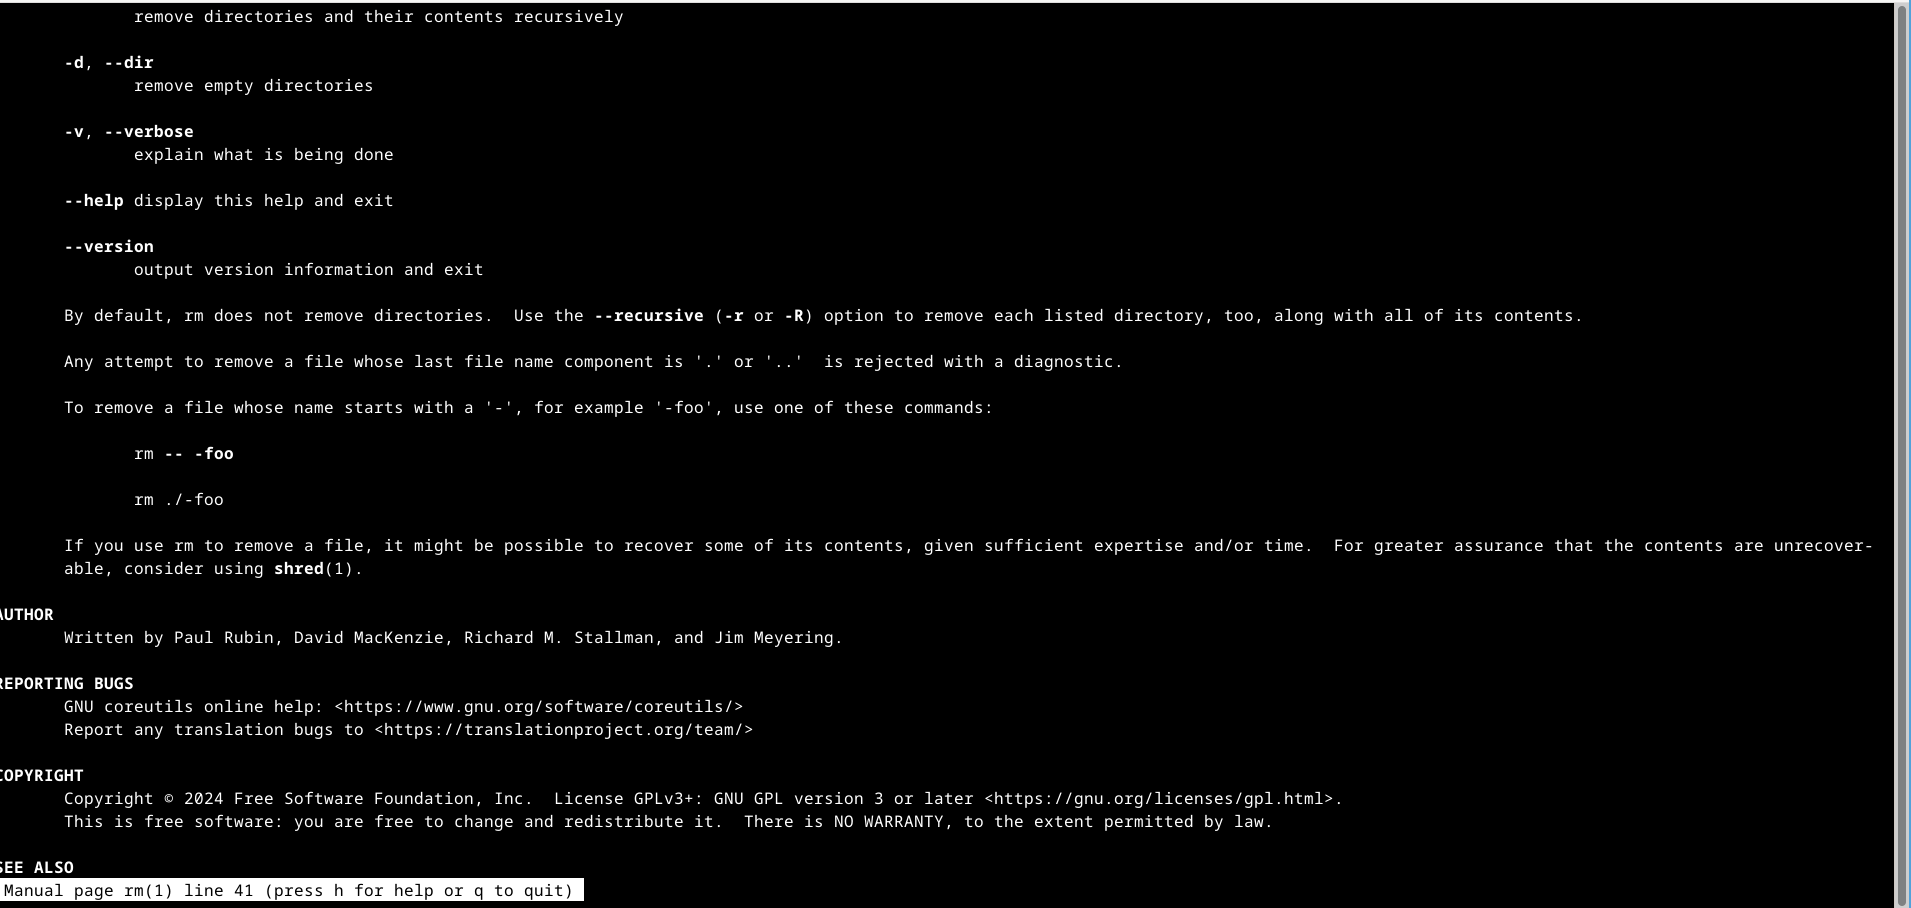 remove directories and their contents recursively
-d, --dir
remove empty directories
-v, --verbose
explain what is being done
--help display this help and exit
--version
output version information and exit
By default, rm does not remove directories.  Use the --recursive (-r or -R) option to remove each listed directory, too, along with all of its contents.
Any attempt to remove a file whose last file name component is '.' or '..'  is rejected with a diagnostic.
To remove a file whose name starts with a '-', for example '-foo', use one of these commands:
rm -- -foo
rm ./-foo
If you use rm to remove a file, it might be possible to recover some of its contents, given sufficient expertise and/or time.  For greater assurance that the contents are unrecover-
able, consider using shred(1).
AUTHOR
Written by Paul Rubin, David MacKenzie, Richard M. Stallman, and Jim Meyering.
REPORTING BUGS
GNU coreutils online help: <https://www.gnu.org/software/coreutils/>
Report any translation bugs to <https://translationproject.org/team/>
COPYRIGHT
Copyright © 2024 Free Software Foundation, Inc.  License GPLv3+: GNU GPL version 3 or later <https://gnu.org/licenses/gpl.html>.
This is free software: you are free to change and redistribute it.  There is NO WARRANTY, to the extent permitted by law.
SEE ALSO
Manual page rm(1) line 41 (press h for help or q to quit)